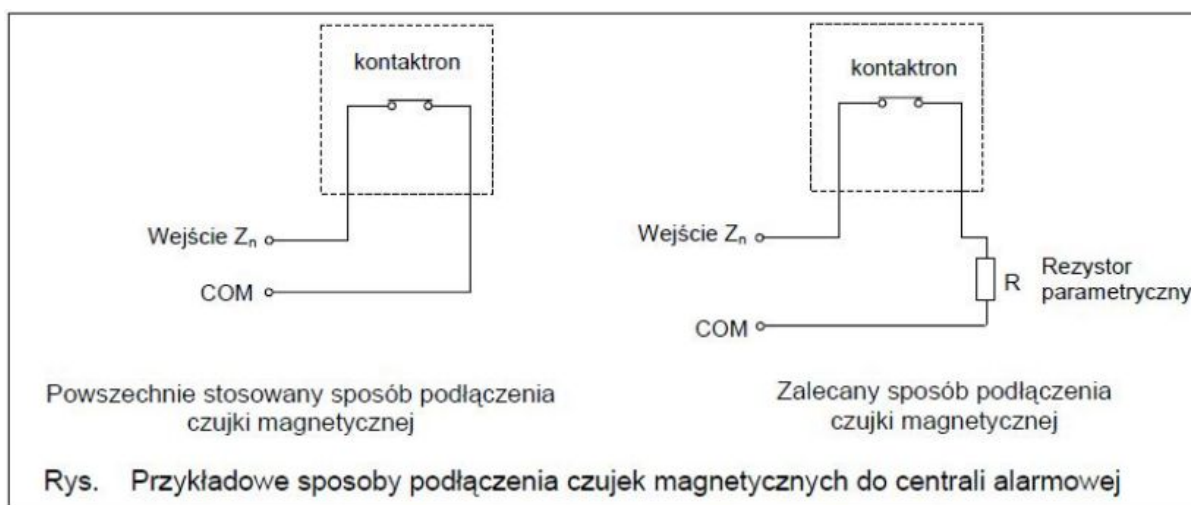 kontaktron
Wejście Zn
COM
Powszechnie stosowany sposób podłączenia
czujki magnetycznej
kontaktron
Wejście Zn
R
Rezystor
parametryczny
COM
Zalecany sposób podłączenia
czujki magnetycznej
Rys. Przykładowe sposoby podłączenia czujek magnetycznych do centrali alarmowej